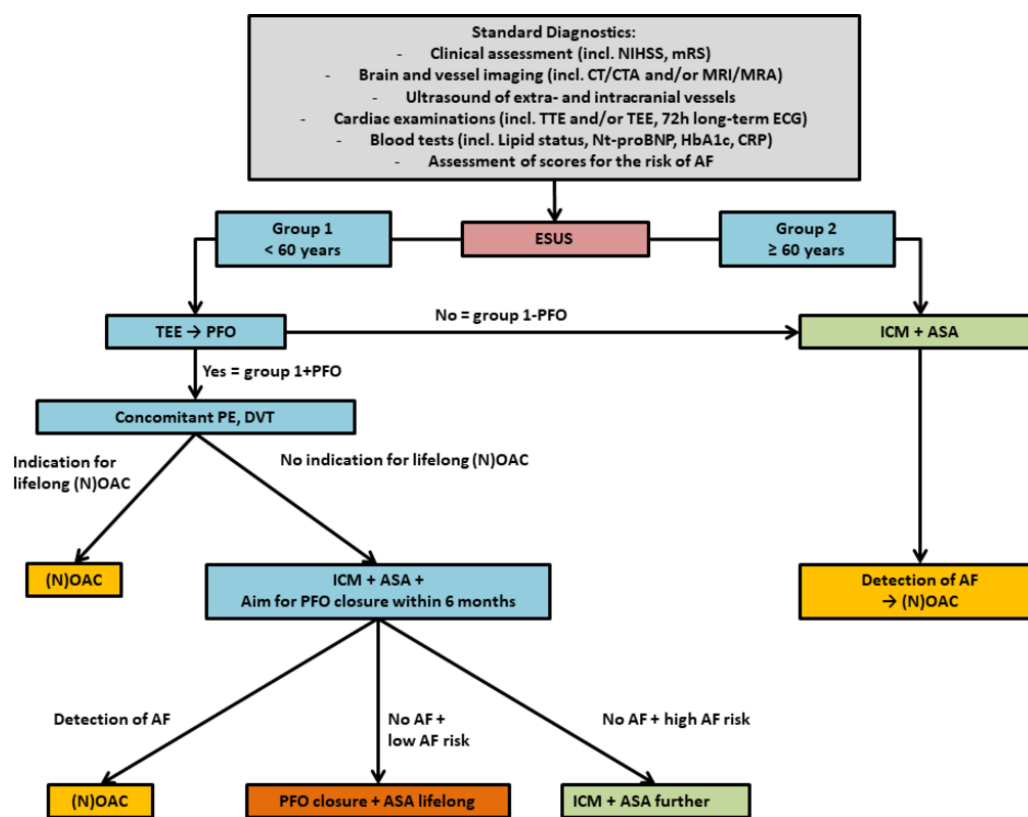 Standard Diagnostics:
- Clinical assessment (incl. NIHSS, mRS)
- Brain and vessel imaging (incl. CT/CTA and/or MRI/MRA)
- Ultrasound of extra- and intracranial vessels
- Cardiac examinations (incl. TTE and/or TEE, 72h long-term ECG)
- Blood tests (incl. Lipid status, Nt-proBNP, HbA1c, CRP)
- Assessment of scores for the risk of AF
Group 1
< 60 years
ESUS
Group 2
≥ 60 years
TEE → PFO
No = group 1-PFO
ICM + ASA
Yes = group 1+PFO
Concomitant PE, DVT
Indication for
lifelong (N)OAC
No indication for lifelong (N)OAC
(N)OAC
ICM + ASA +
Aim for PFO closure within 6 months
Detection of AF
→ (N)OAC
Detection of AF
No AF +
low AF risk
No AF + high AF risk
(N)OAC
PFO closure + ASA lifelong
ICM + ASA further